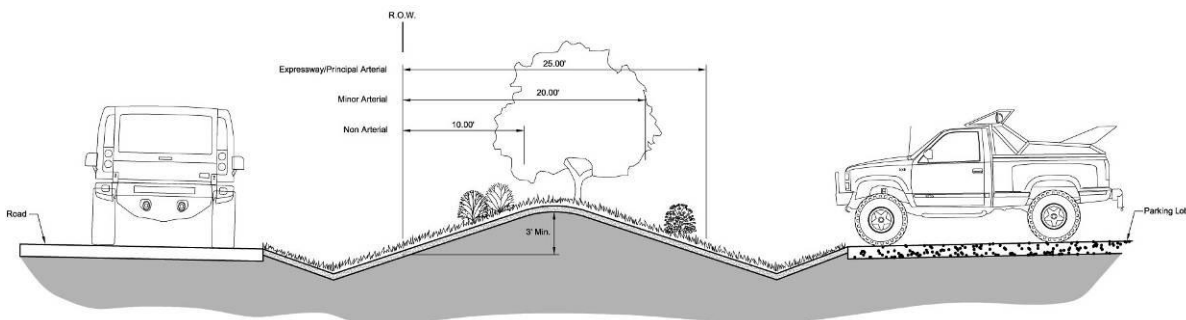 R.O.W.
Expressway/Principal Arterial
25.00'
Minor Arterial
20.00'
Non Arterial
10.00'
Road
3' Min.
Parking Lot